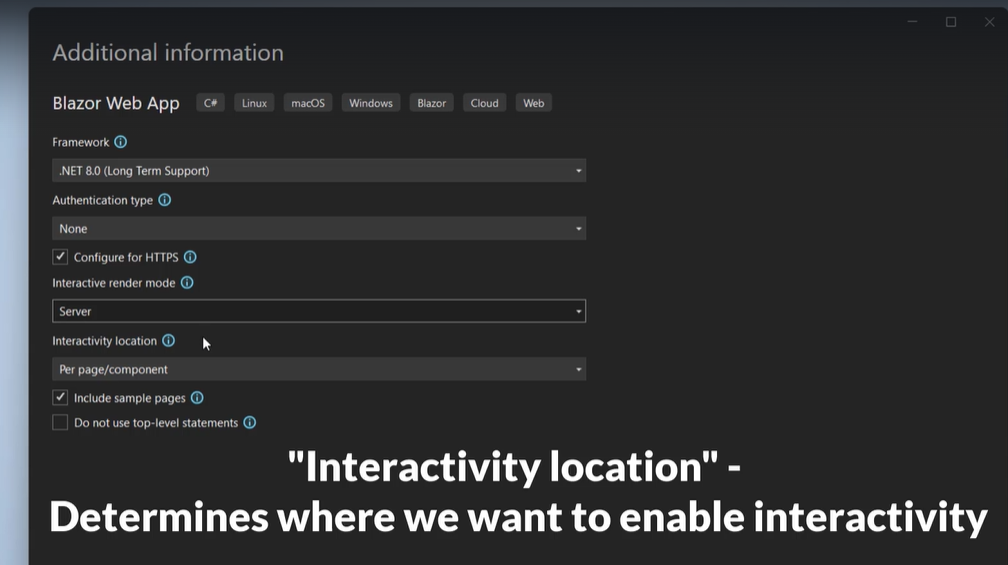 Additional information
Blazor Web App C# Linux macOS Windows Blazor Cloud Web
Framework
.NET 8.0 (Long Term Support)
Authentication type
None
Configure for HTTPS
Interactive render mode
Server
Interactivity location
Per page/component
Include sample pages
Do not use top-level statements
"Interactivity location" -
Determines where we want to enable interactivity